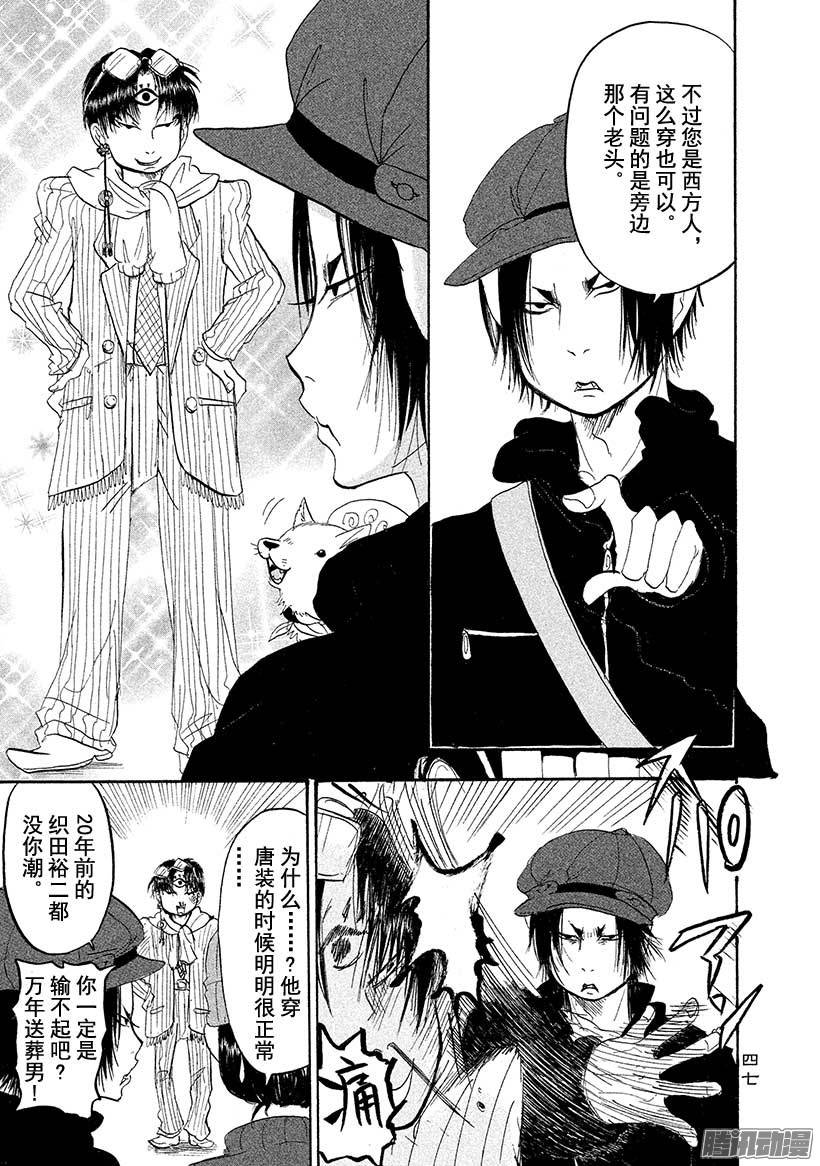 不过您是西方人，
这么穿也可以。
有问题的是旁边
那个老头。
痛
为什么……？他穿
唐装的时候明明很正常
……
20年前的
织田裕二都
没你潮。
你一定是
输不起吧？
万年送葬男！
四七
腾讯动漫